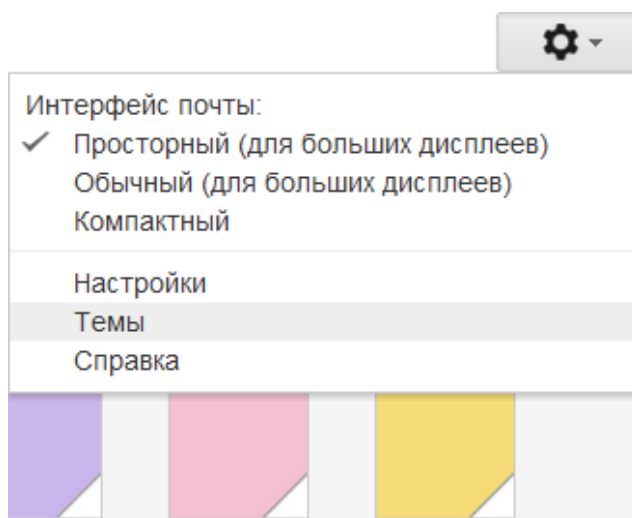 Интерфейс почты:
Просторный (для больших дисплеев)
Обычный (для больших дисплеев)
Компактный
Настройки
Темы
Справка